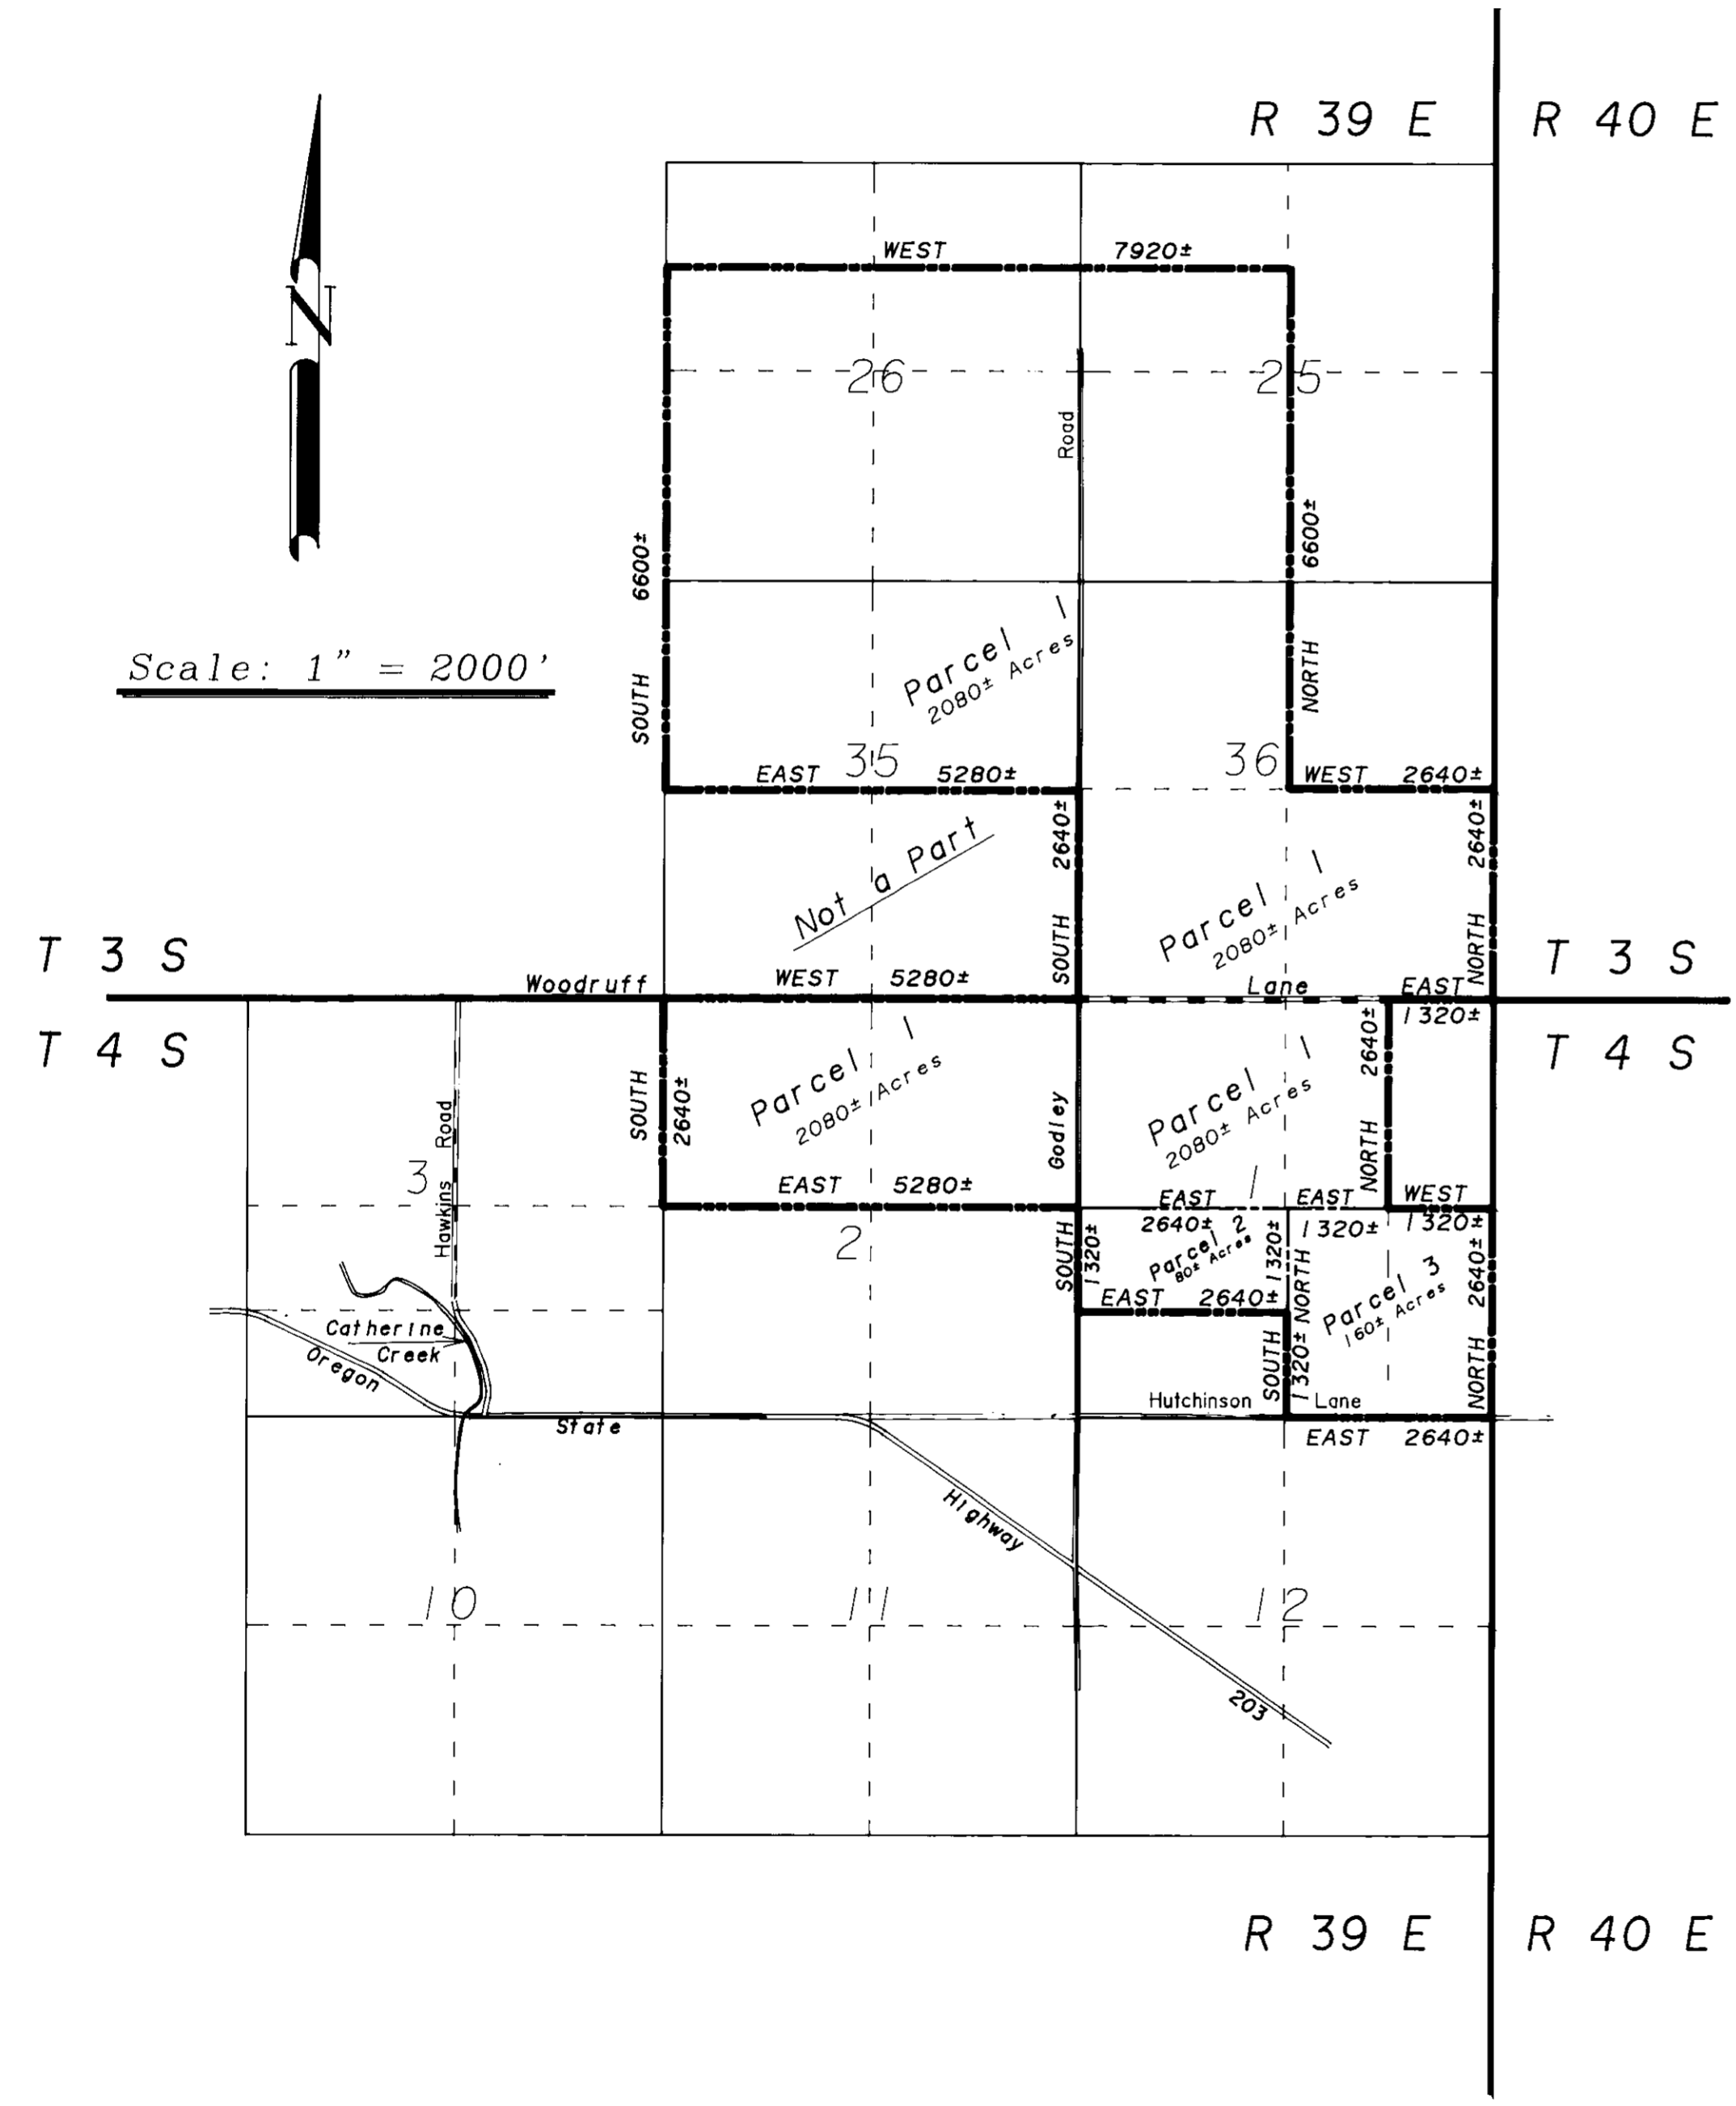 R 39 E
R 40 E
N
WEST 7920±
26
25
Road
6600±
SOUTH
6600±
NORTH
Scale: 1" = 2000'
Parcel 1
2080± Acres
35
36
EAST 5280±
WEST 2640±
Not a Part
2640±
SOUTH
Parcel 1
2080± Acres
2640±
NORTH
T 3 S
T 3 S
Woodruff
WEST 5280±
Lane
EAST
1320±
T 4 S
T 4 S
SOUTH
2640±
Parcel 1
2080± Acres
Godley
Parcel 1
2080± Acres
2640±
NORTH
Hawkins Road
3
EAST 5280±
2
1
EAST
2640±
EAST
1320±
WEST
1320±
SOUTH
1320±
Parcel 2
80± Acres
1320±
NORTH
EAST 2640±
Parcel 3
160± Acres
2640±
NORTH
Catherine
Creek
Oregon
State
Hutchinson
SOUTH
1320±
Lane
EAST 2640±
Highway
203
10
11
12
R 39 E
R 40 E